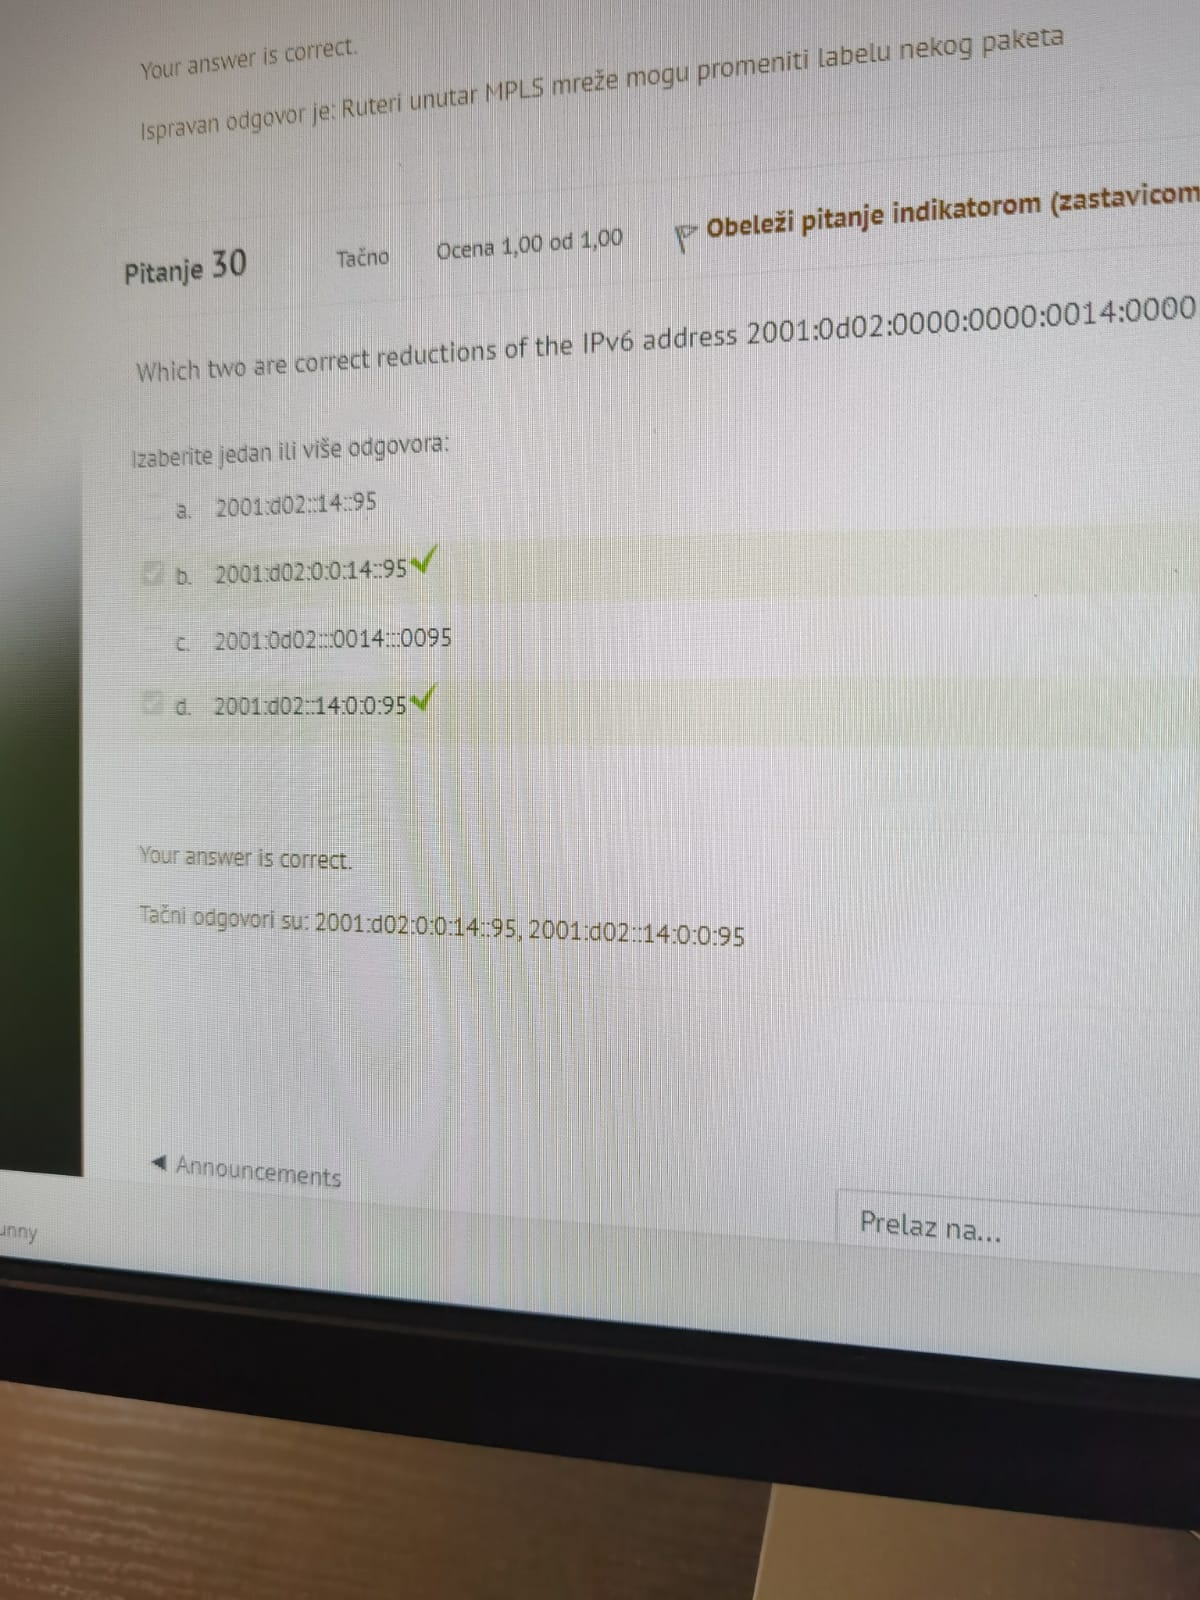 Your answer is correct.
Ispravan odgovor je: Ruteri unutar MPLS mreže mogu promeniti labelu nekog paketa
Pitanje 30 Tačno Ocena 1,00 od 1,00 Obeleži pitanje indikatorom (zastavicom
Which two are correct reductions of the IPv6 address 2001:0d02:0000:0000:0014:0000
Izaberite jedan ili više odgovora:
a. 2001:d02::14::95
b. 2001:d02:0:0:14::95
c. 2001:0d02:::0014:::0095
d. 2001:d02::14:0:0:95
Your answer is correct.
Tačni odgovori su: 2001:d02:0:0:14::95, 2001:d02::14:0:0:95
◄ Announcements
Prelaz na...
unny